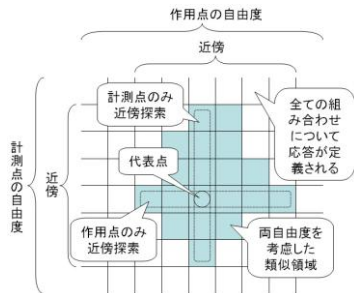 作用点の自由度
近傍
計測点のみ
近傍探索
全ての組
み合わせ
について
応答が定
義される
計測点の自由度
近傍
代表点
作用点のみ
近傍探索
両自由度を
考慮した
類似領域